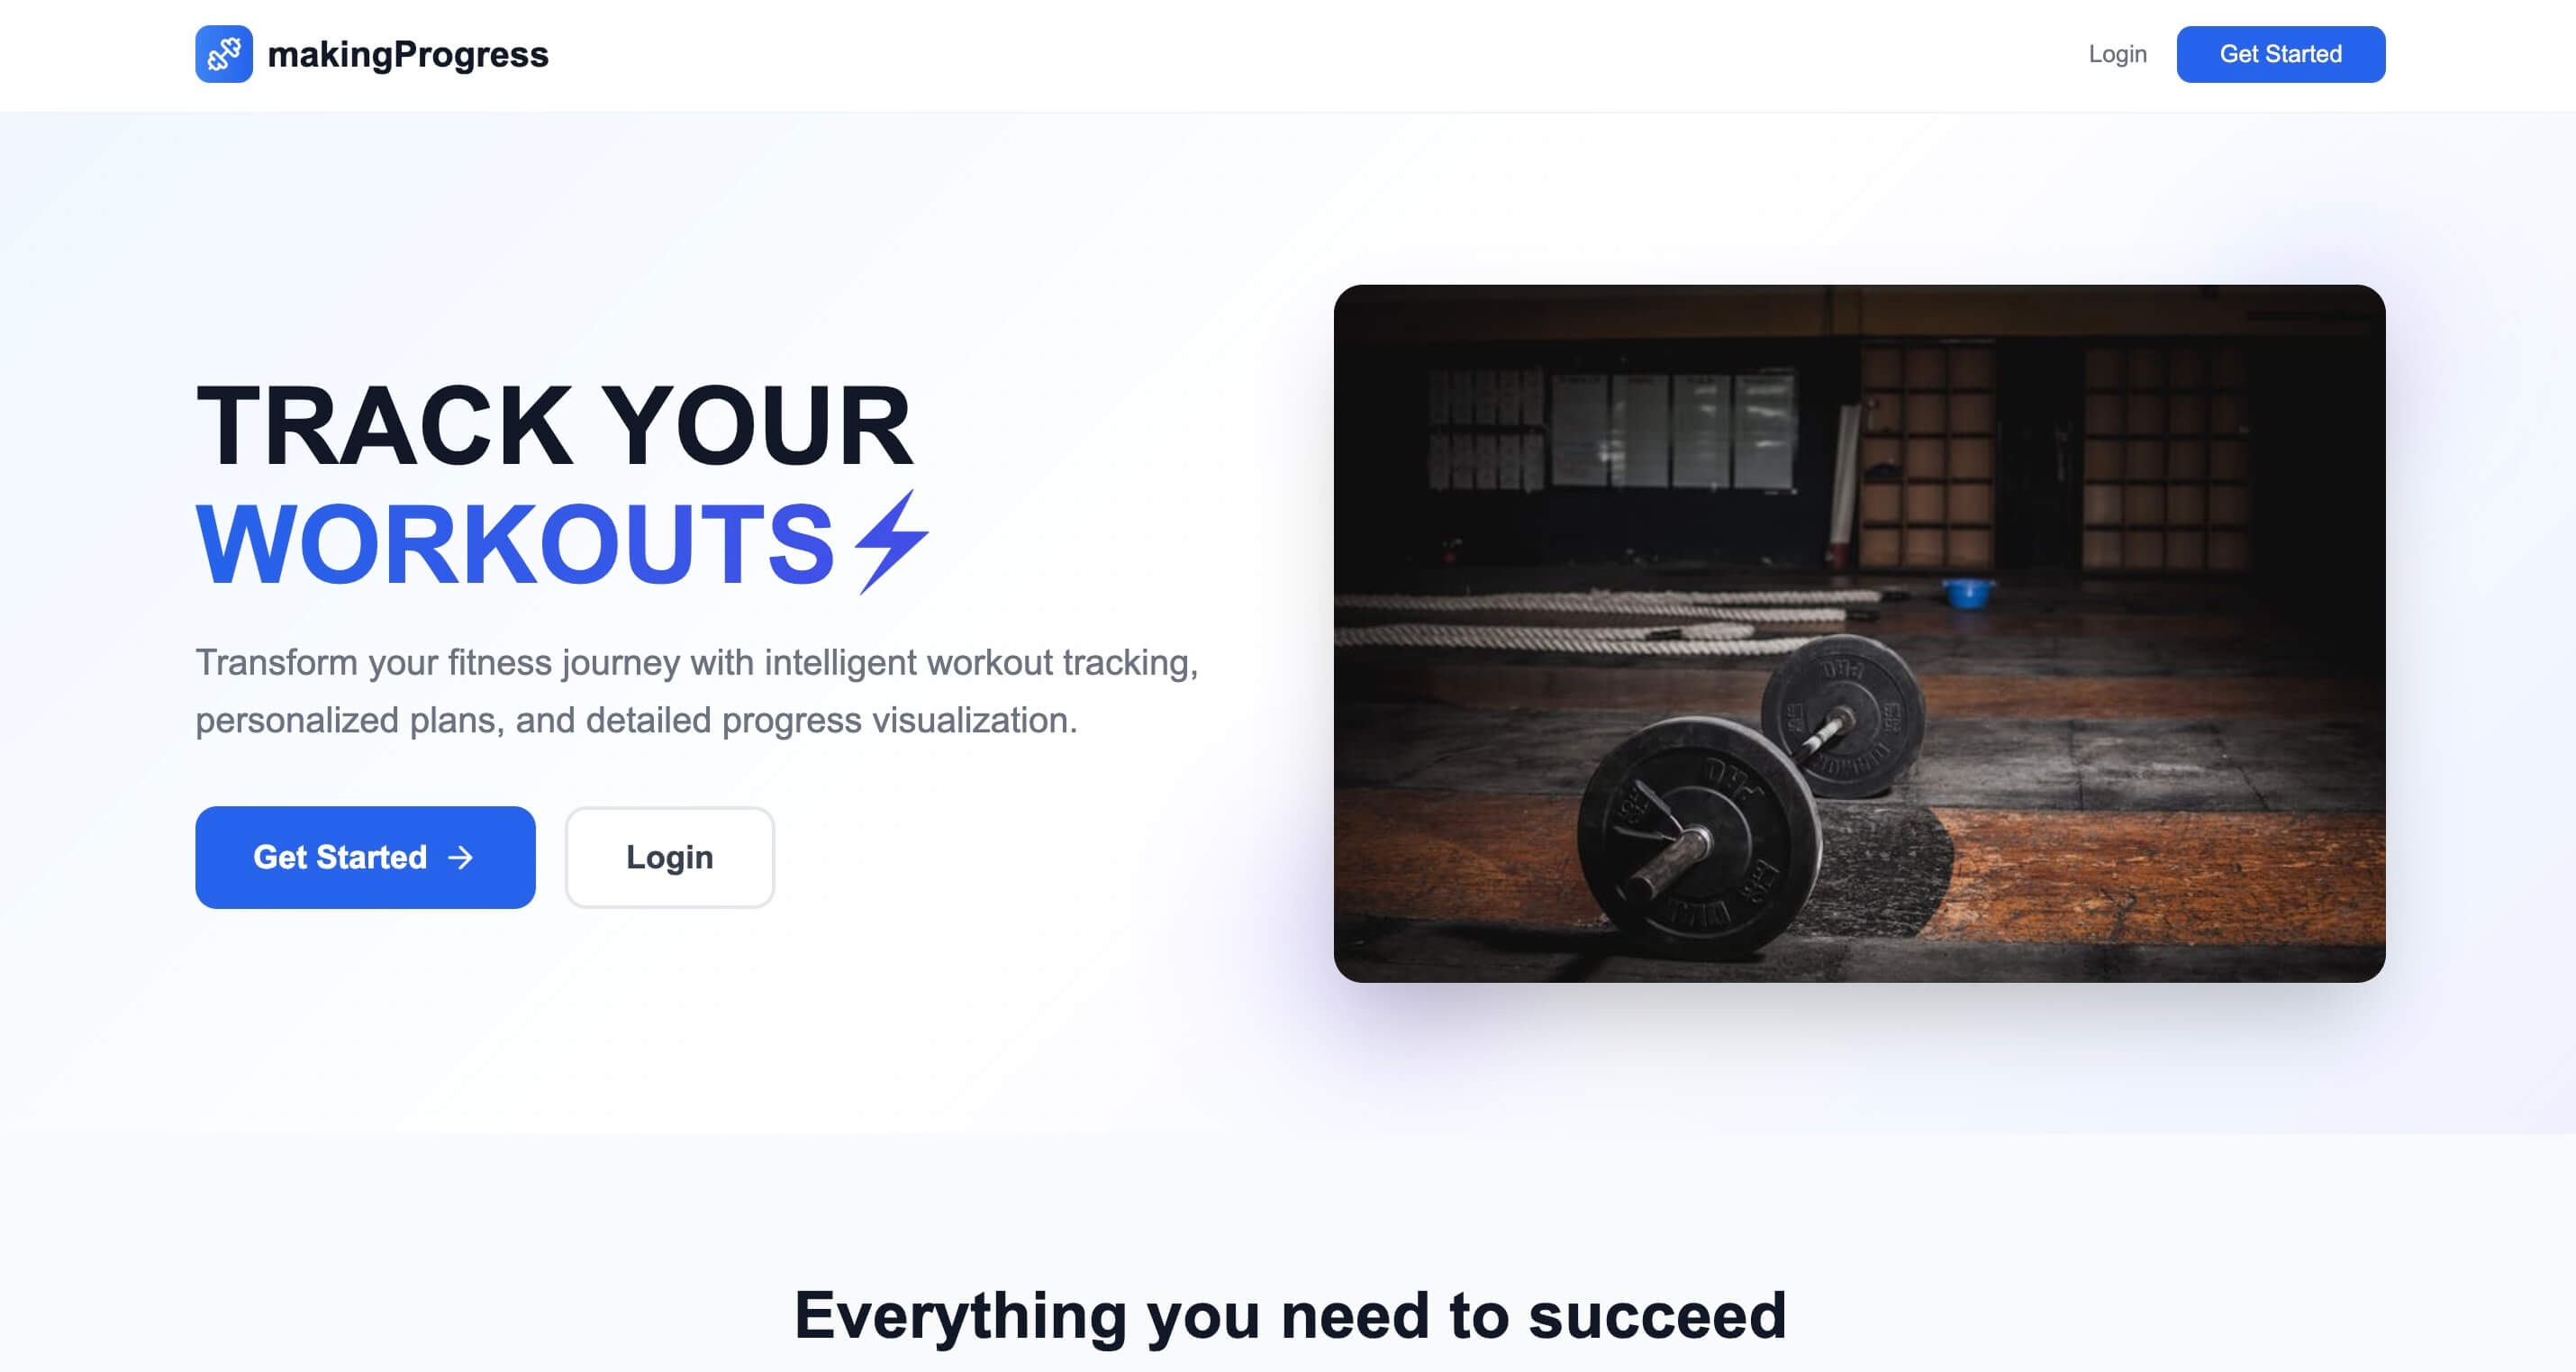 makingProgress
Login
Get Started
TRACK YOUR
WORKOUTS⚡
Transform your fitness journey with intelligent workout tracking,
personalized plans, and detailed progress visualization.
Get Started →
Login
Everything you need to succeed